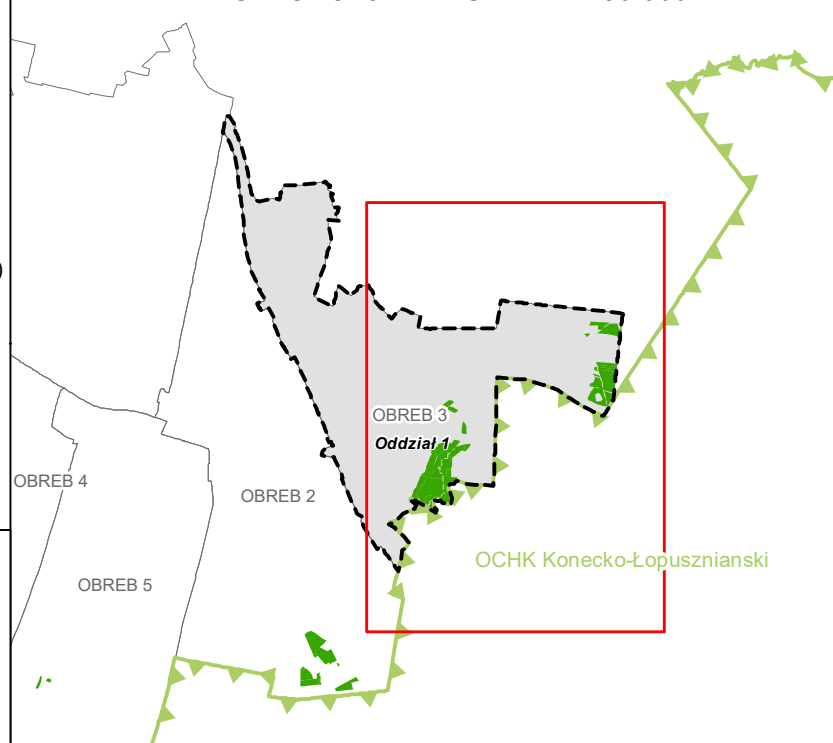 OBREB 3
Oddział 1
OBREB 4
OBREB 2
OCHK Konecko-Łopusznianski
OBREB 5